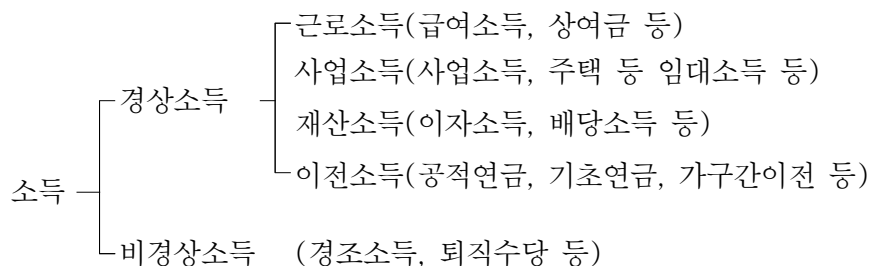 근로소득(급여소득, 상여금 등)
사업소득(사업소득, 주택 등 임대소득 등)
경상소득
재산소득(이자소득, 배당소득 등)
이전소득(공적연금, 기초연금, 가구간이전 등)
소득
비경상소득 (경조소득, 퇴직수당 등)